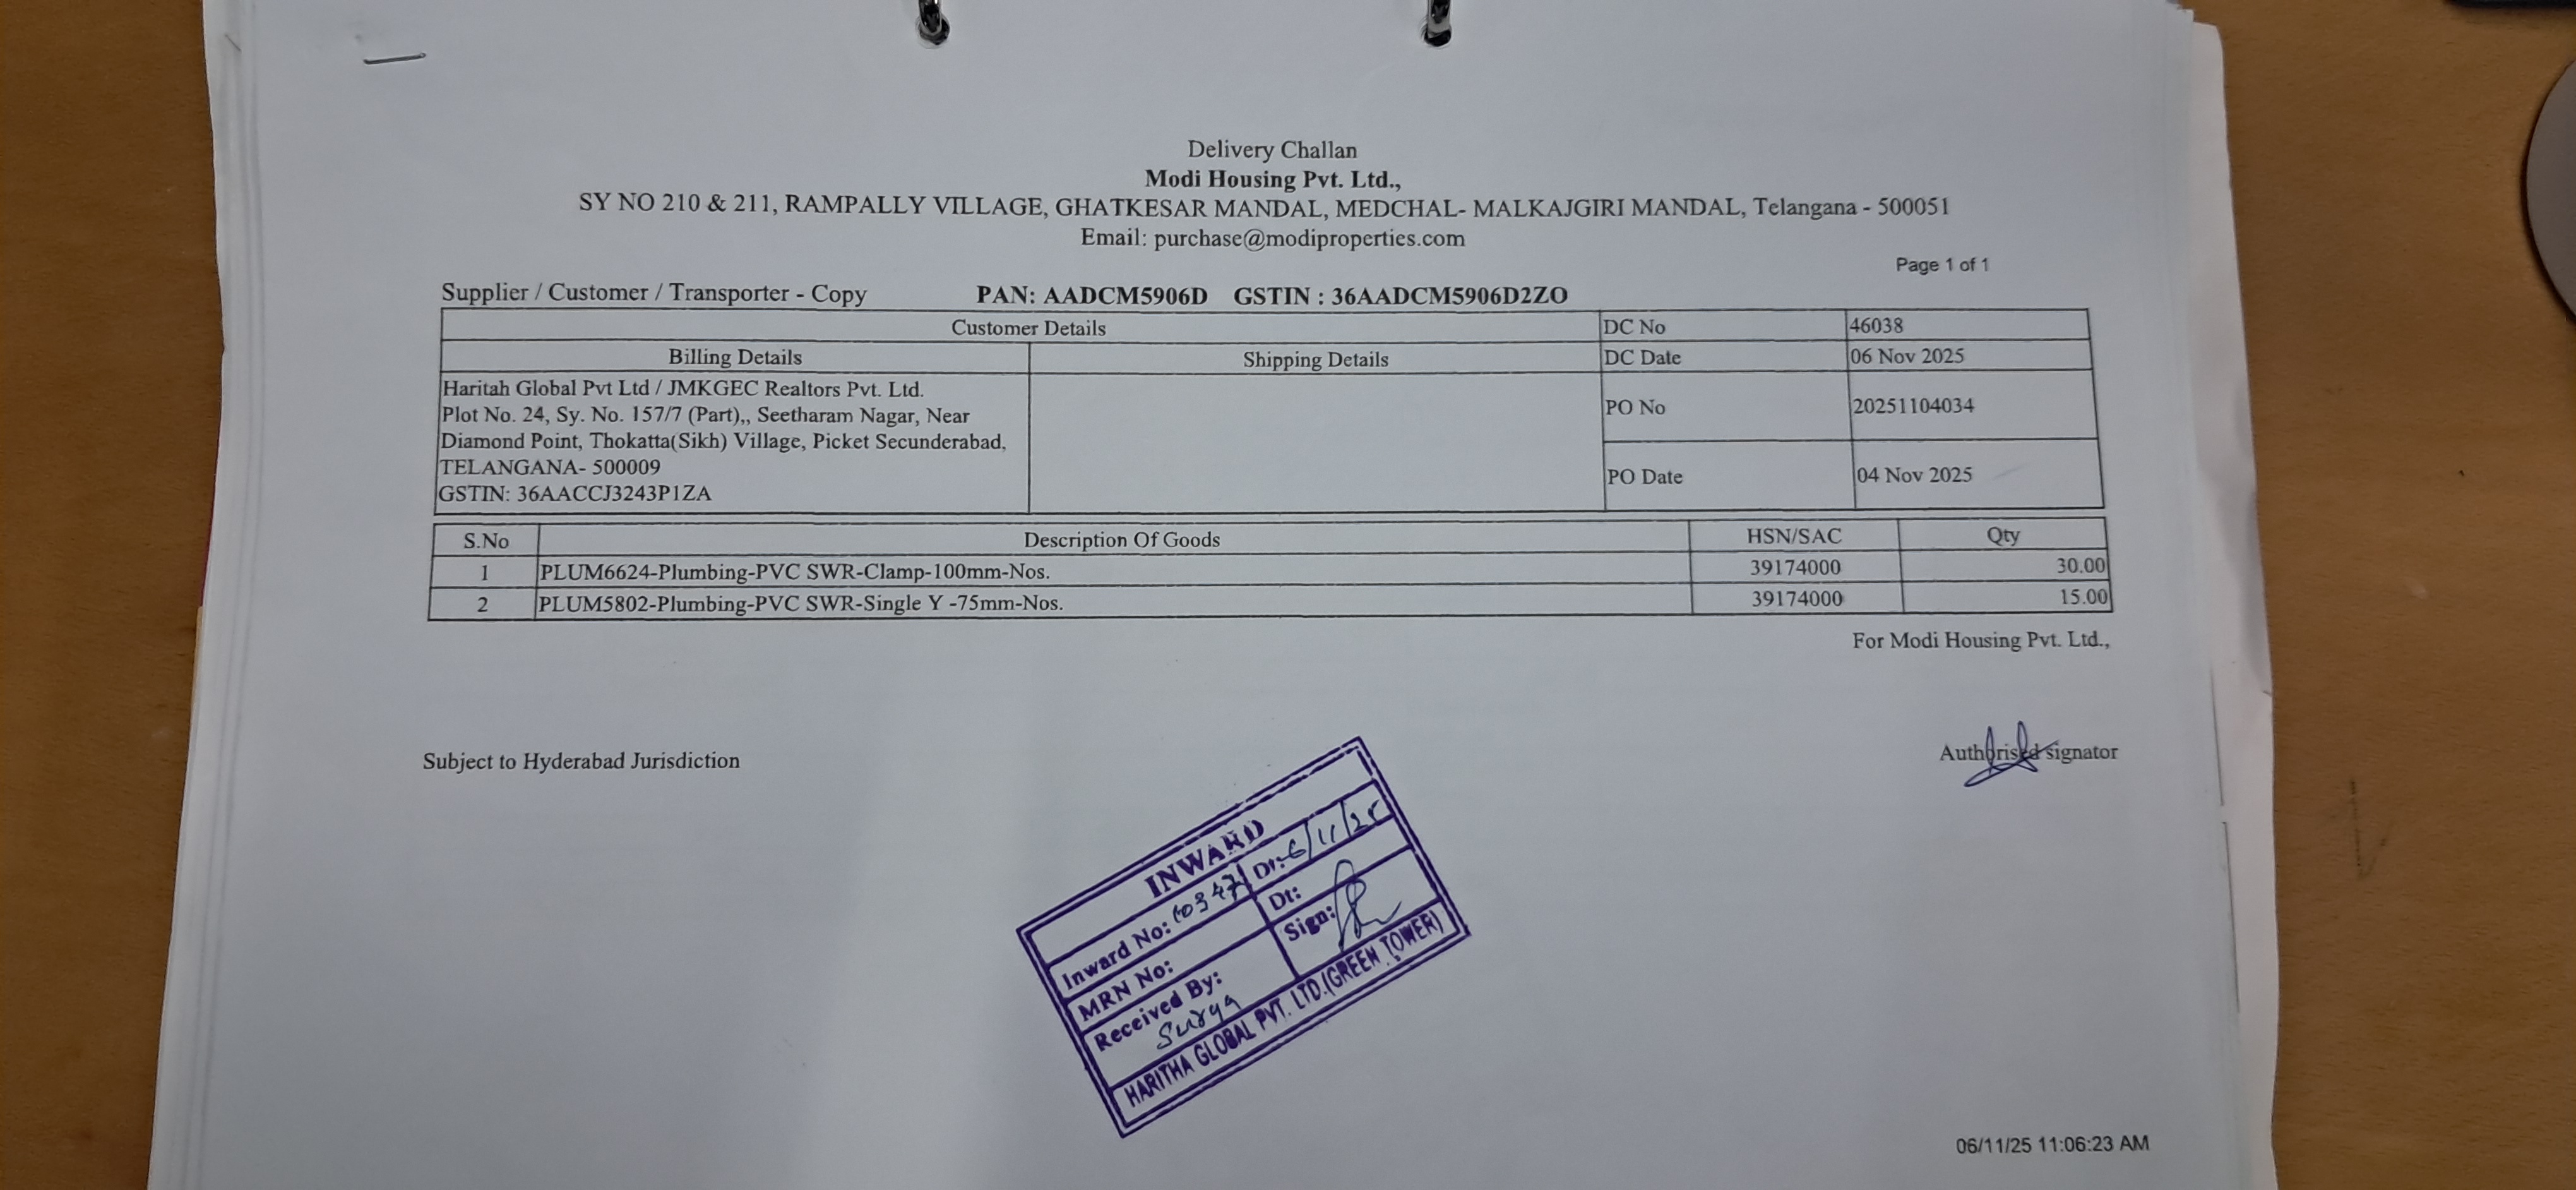 Delivery Challan
Modi Housing Pvt. Ltd.,
SY NO 210 & 211, RAMPALLY VILLAGE, GHATKESAR MANDAL, MEDCHAL- MALKAJGIRI MANDAL, Telangana - 500051
Email: purchase@modiproperties.com
Page 1 of 1
Supplier / Customer / Transporter - Copy PAN: AADCM5906D GSTIN : 36AADCM5906D2ZO
Customer Details
Billing Details
Shipping Details
Haritah Global Pvt Ltd / JMKGEC Realtors Pvt. Ltd.
Plot No. 24, Sy. No. 157/7 (Part),, Seetharam Nagar, Near
Diamond Point, Thokatta(Sikh) Village, Picket Secunderabad,
TELANGANA- 500009
GSTIN: 36AACCJ3243P1ZA
DC No 46038
DC Date 06 Nov 2025
PO No 20251104034
PO Date 04 Nov 2025
S.No Description Of Goods HSN/SAC Qty
1 PLUM6624-Plumbing-PVC SWR-Clamp-100mm-Nos. 39174000 30.00
2 PLUM5802-Plumbing-PVC SWR-Single Y -75mm-Nos. 39174000 15.00
For Modi Housing Pvt. Ltd.,
Subject to Hyderabad Jurisdiction
Authorised signator
INWARD
Inward No: 10347 Dt: 6/11/25
MRN No: Dt:
Received By: Sign:
Surya
HARITHA GLOBAL PVT. LTD.(GREEN TOWER)
06/11/25 11:06:23 AM